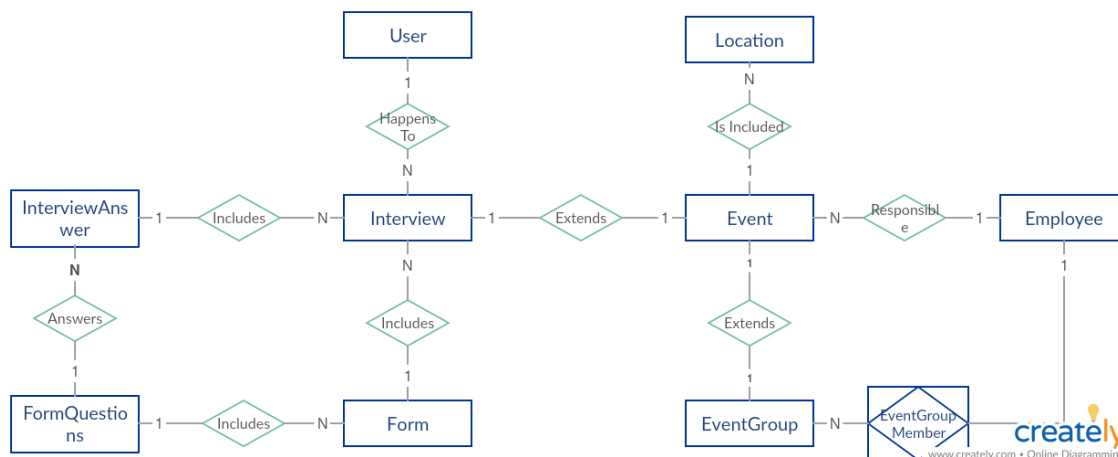 User
Location
1
N
Happens
To
Is Included
N
1
InterviewAns
wer
1
Includes
N
Interview
1
Extends
1
Event
N
Responsibl
e
1
Employee
N
N
1
1
Answers
Includes
Extends
1
1
1
FormQuestio
ns
1
Includes
N
Form
EventGroup
N
EventGroup
Member
creately
www.creately.com • Online Diagramming